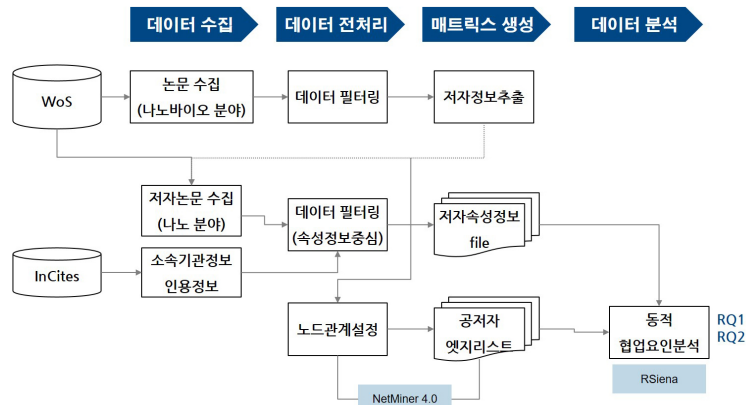 데이터 수집
데이터 전처리
매트릭스 생성
데이터 분석
WoS
논문 수집
(나노바이오 분야)
데이터 필터링
저자정보추출
저자논문 수집
(나노 분야)
데이터 필터링
(속성정보중심)
저자속성정보
file
InCites
소속기관정보
인용정보
노드관계설정
공저자
엣지리스트
동적
협업요인분석
RQ1
RQ2
NetMiner 4.0
RSiena